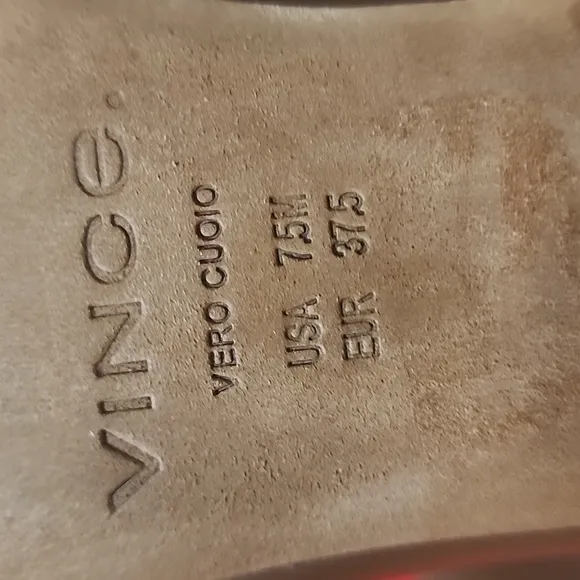 VINCe.
VERO CUOIO
USA 7.5M
EUR 37.5